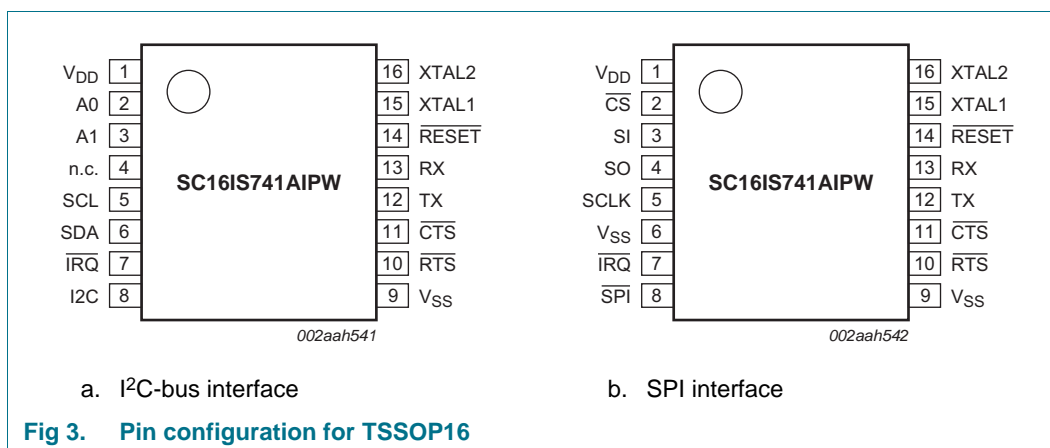 VDD 1
A0 2
A1 3
n.c. 4
SCL 5
SDA 6
IRQ 7
I2C 8
SC16IS741AIPW
16 XTAL2
15 XTAL1
14 RESET
13 RX
12 TX
11 CTS
10 RTS
9 VSS
002aah541
a. I2C-bus interface
VDD 1
CS 2
SI 3
SO 4
SCLK 5
VSS 6
IRQ 7
SPI 8
SC16IS741AIPW
16 XTAL2
15 XTAL1
14 RESET
13 RX
12 TX
11 CTS
10 RTS
9 VSS
002aah542
b. SPI interface
Fig 3. Pin configuration for TSSOP16